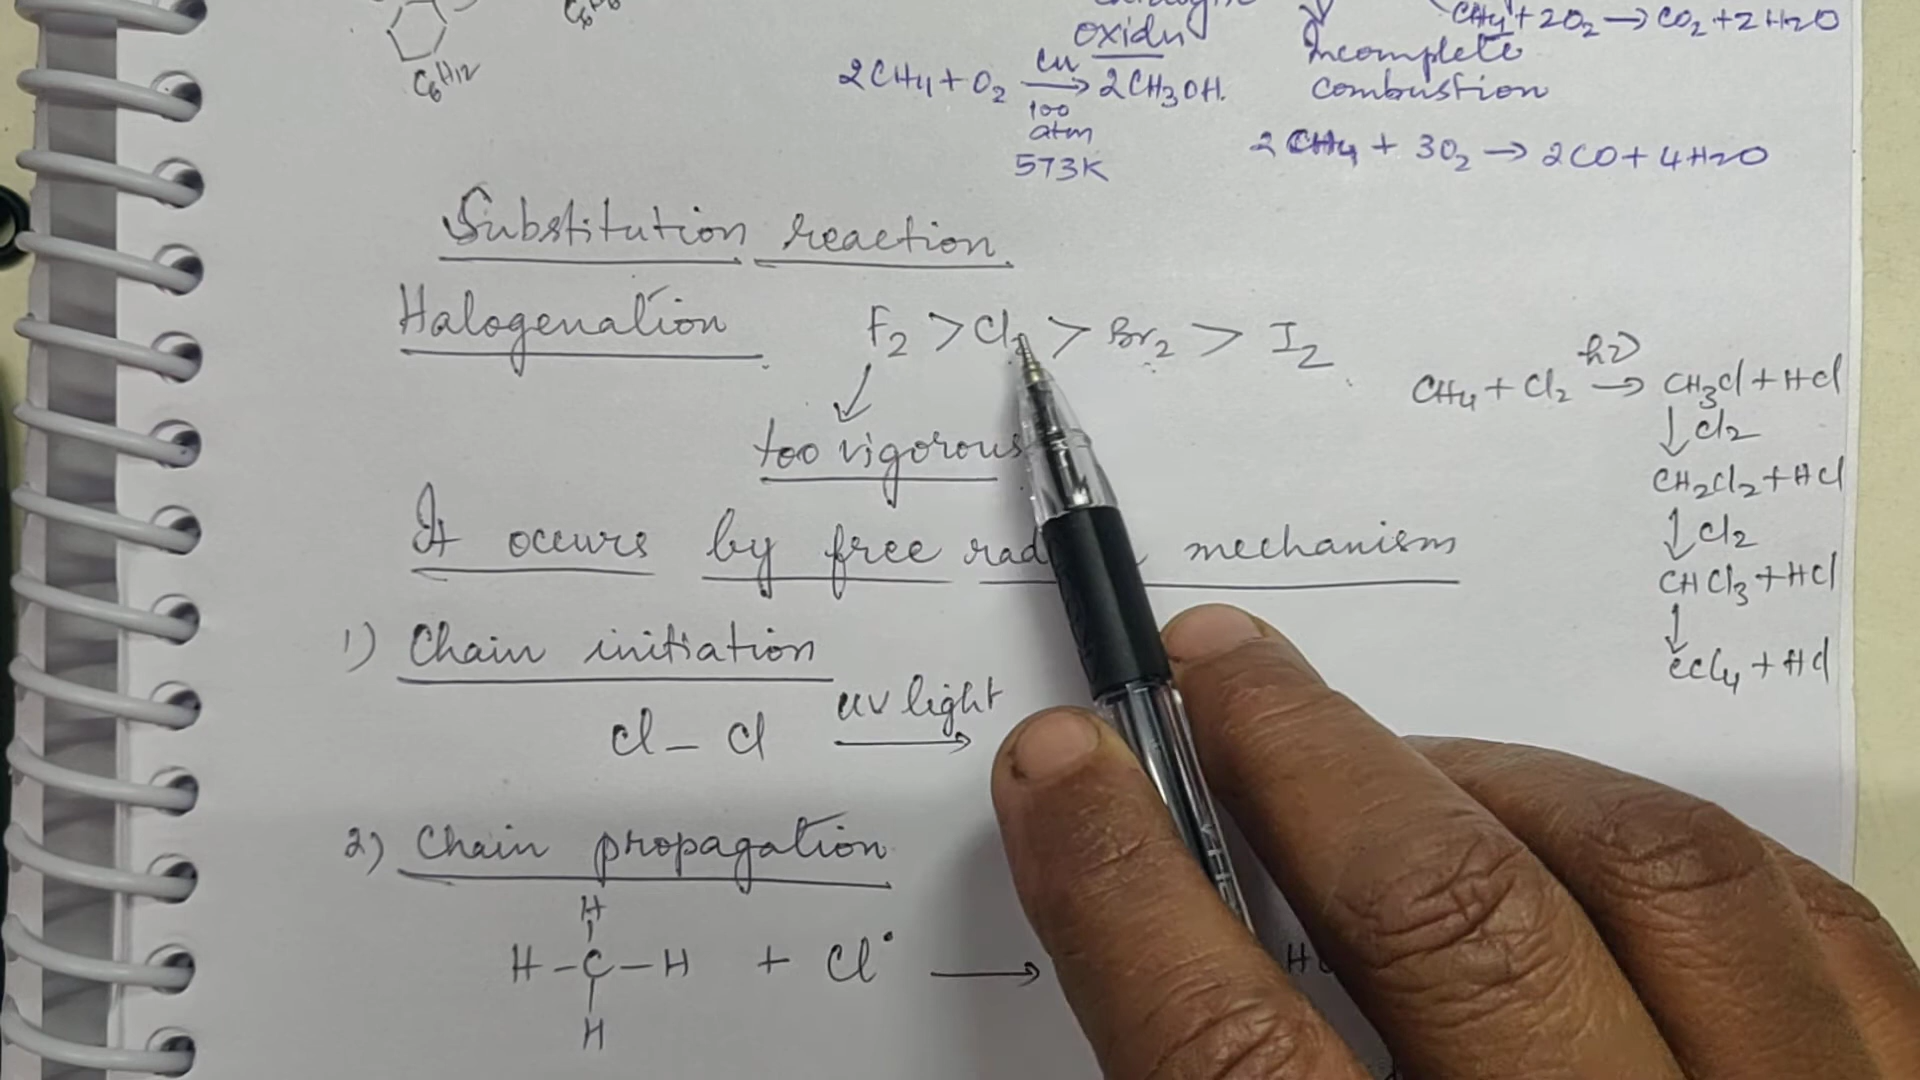 C6H12
oxidn
CH4 + 2O2 → CO2 + 2H2O
Incomplete
combustion
2CH4 + O2 → 2CH3OH.
Cu
100
atm
573K
2CH4 + 3O2 → 2CO + 4H2O
Substitution reaction
Halogenation F2 > Cl2 > Br2 > I2
too vigorous
CH4 + Cl2 hν → CH3Cl + HCl
↓ Cl2
CH2Cl2 + HCl
↓ Cl2
CHCl3 + HCl
↓
CCl4 + HCl
It occurs by free mechanism
1) Chain initiation
Cl – Cl uv light →
2) Chain propagation
H
H – C – H + Cl• →
H